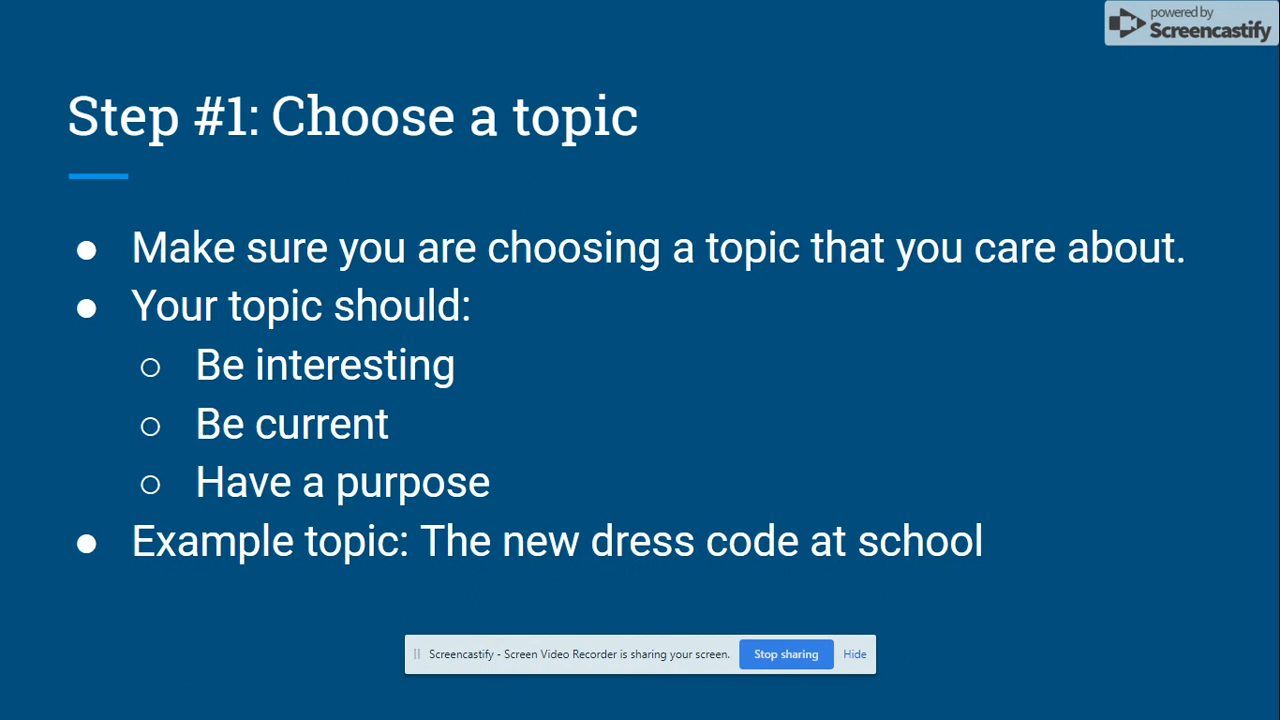 powered by
Screencastify
Step #1: Choose a topic
● Make sure you are choosing a topic that you care about.
● Your topic should:
○ Be interesting
○ Be current
○ Have a purpose
● Example topic: The new dress code at school
Screencastify - Screen Video Recorder is sharing your screen. Stop sharing Hide